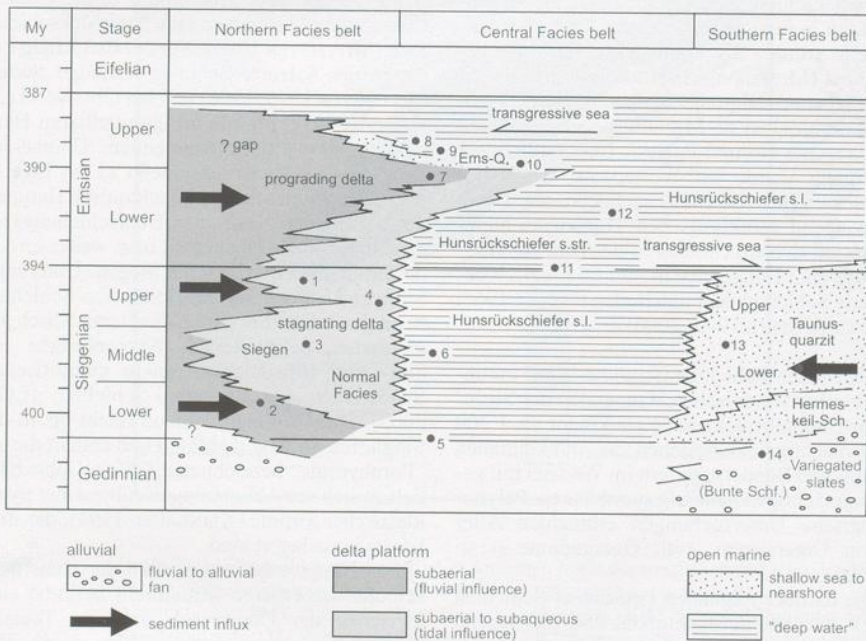 My Stage Northern Facies belt Central Facies belt Southern Facies belt
Eifelian
387
transgressive sea
Upper
8
? gap
9
Ems-Q.
10
390
prograding delta
7
Emsian
Hunsrückschiefer s.l.
12
Lower
Hunsrückschiefer s.str.
transgressive sea
394
11
1
Upper
4
Upper
stagnating delta
Hunsrückschiefer s.l.
Taunus-
quarzit
Siegenian
Middle
Siegen
3
6
13
Lower
Normal
Facies
Lower
2
400
Hermes-
keil-Sch.
?
5
14
Gedinnian
Variegated
slates
(Bunte Schf.)
alluvial
delta platform
open marine
fluvial to alluvial
fan
subaerial
(fluvial influence)
shallow sea to
nearshore
sediment influx
subaerial to subaqueous
(tidal influence)
"deep water"